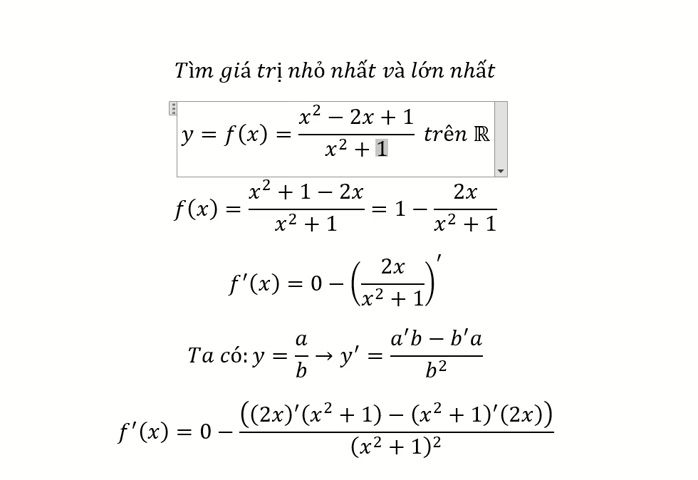 Tìm giá trị nhỏ nhất và lớn nhất
y = f(x) = (x² − 2x + 1)/(x² + 1) trên ℝ
f(x) = (x² + 1 − 2x)/(x² + 1) = 1 − 2x/(x² + 1)
f′(x) = 0 − (2x/(x² + 1))′
Ta có: y = a/b → y′ = (a′b − b′a)/b²
f′(x) = 0 − ((2x)′(x² + 1) − (x² + 1)′(2x))/(x² + 1)²